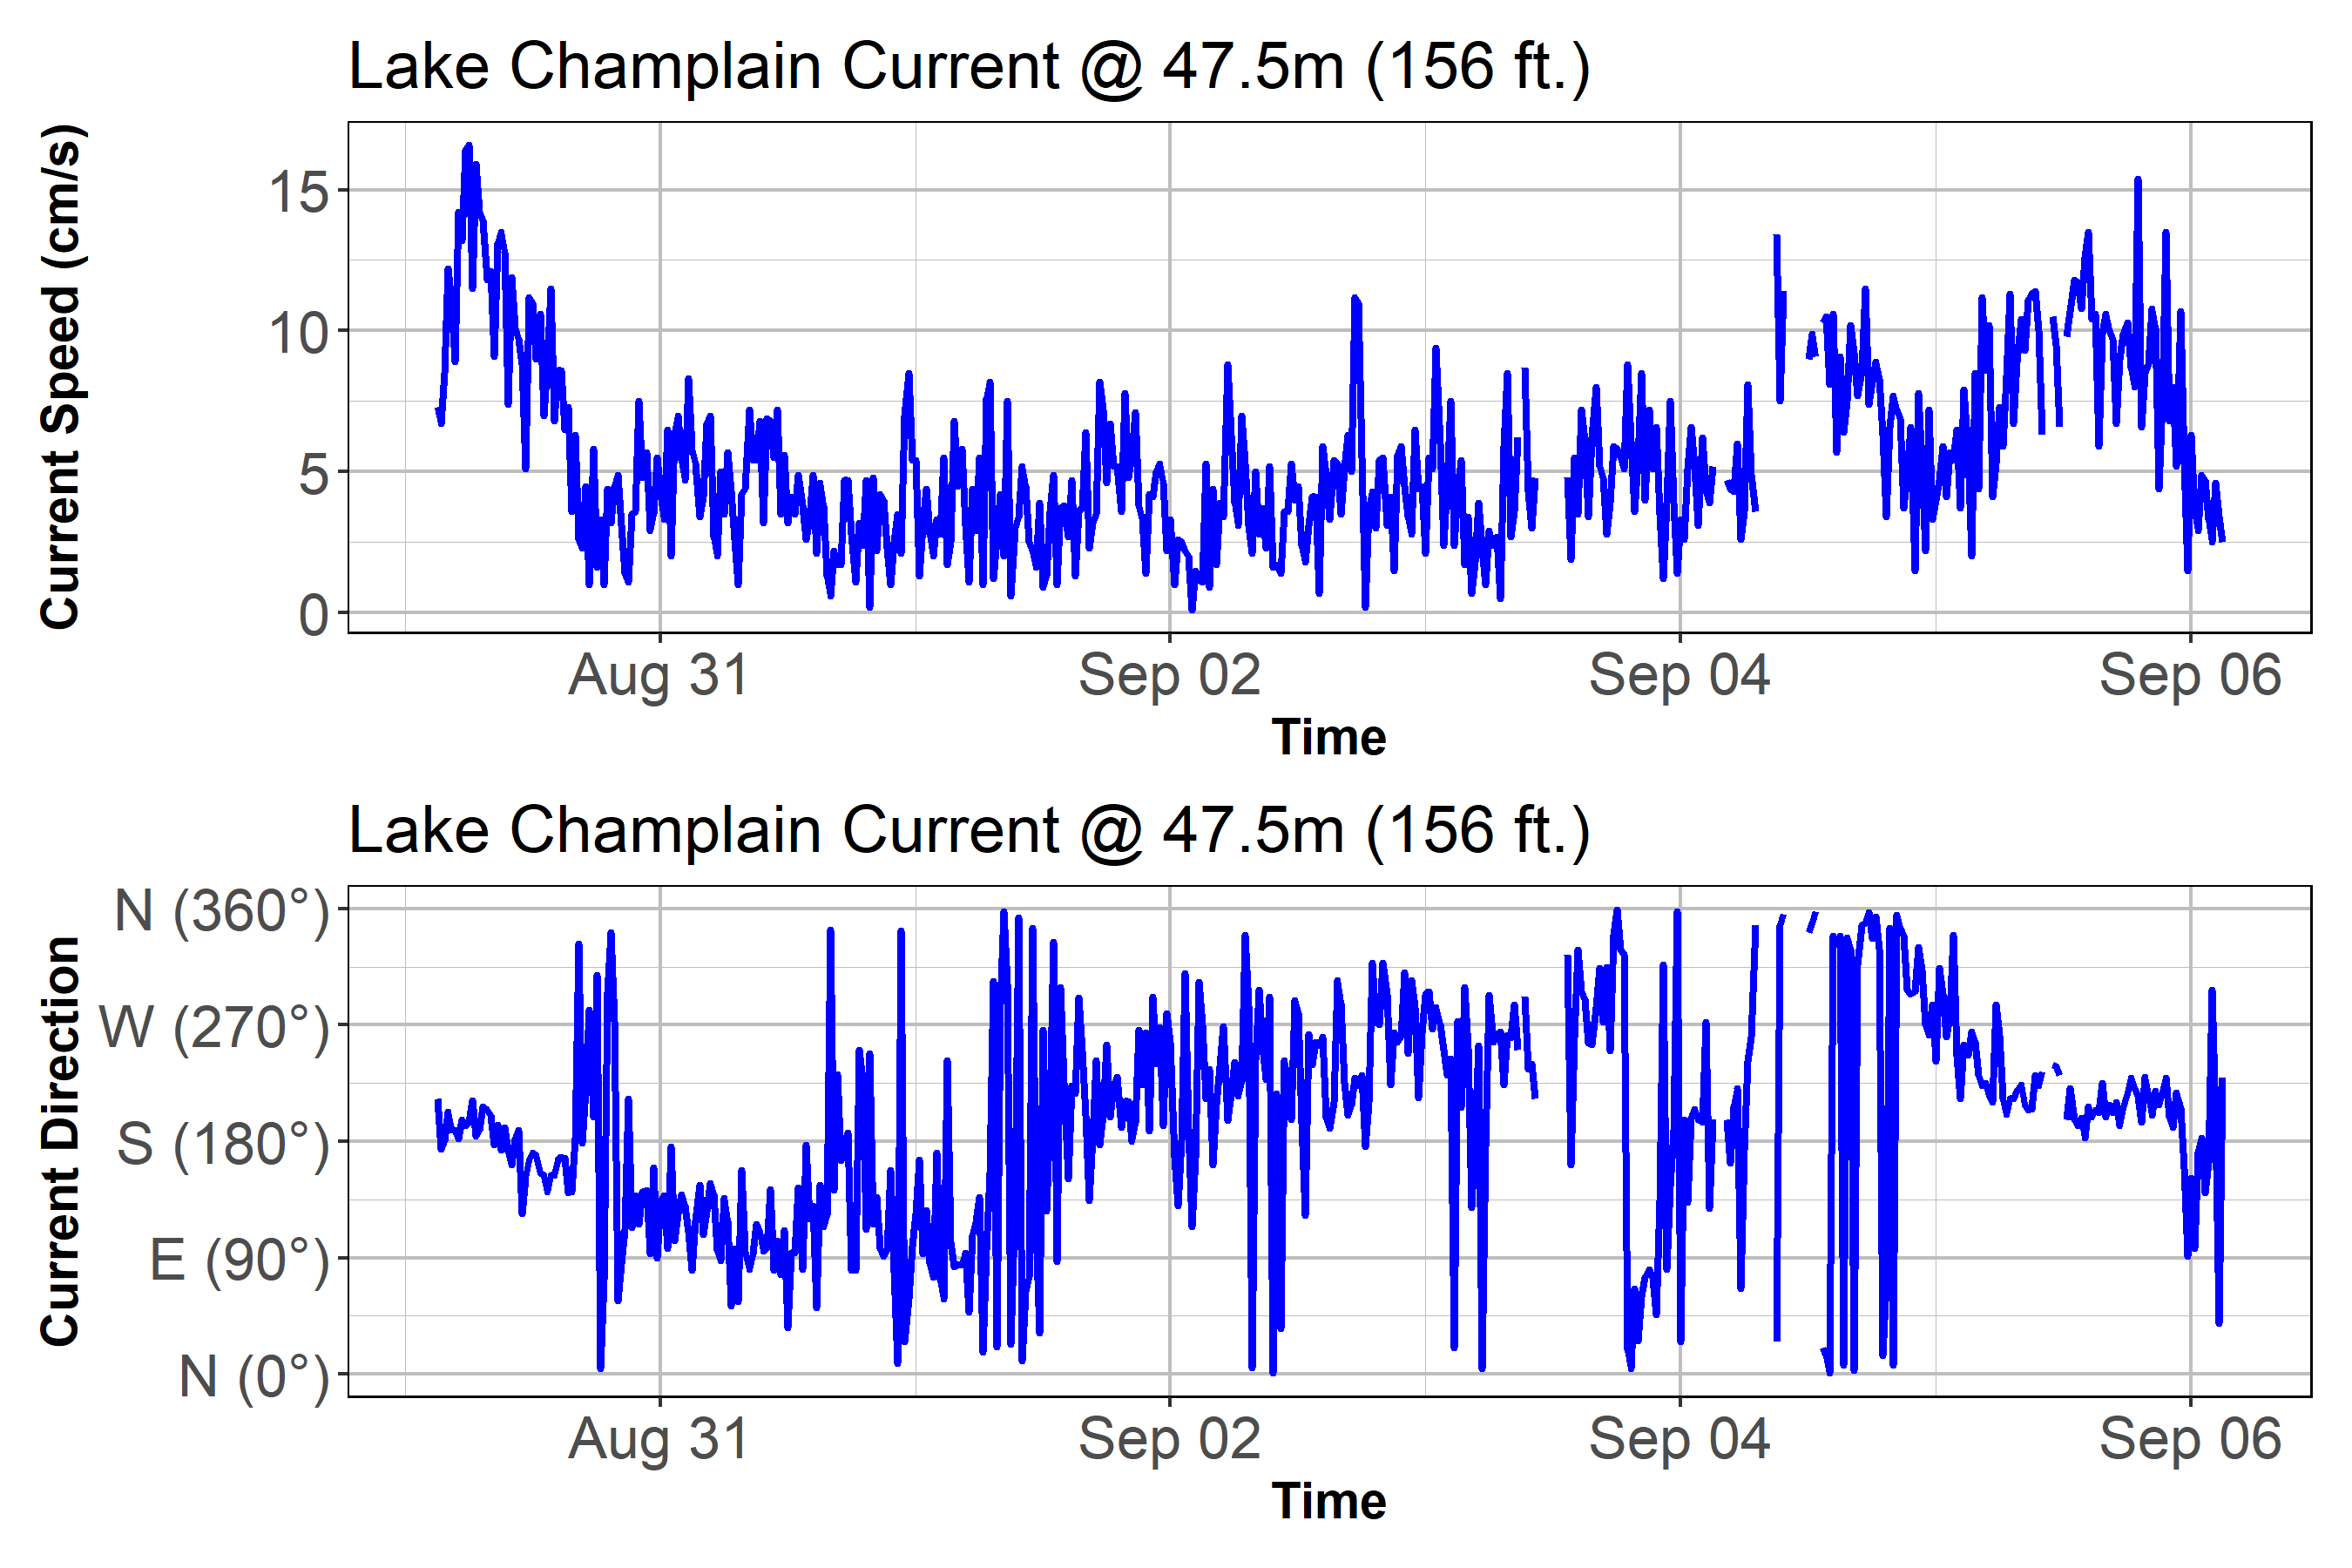 Lake Champlain Current @ 47.5m (156 ft.)
Current Speed (cm/s)
15
10
5
0
Aug 31 Sep 02 Sep 04 Sep 06
Time
Lake Champlain Current @ 47.5m (156 ft.)
Current Direction
N (360°)
W (270°)
S (180°)
E (90°)
N (0°)
Aug 31 Sep 02 Sep 04 Sep 06
Time